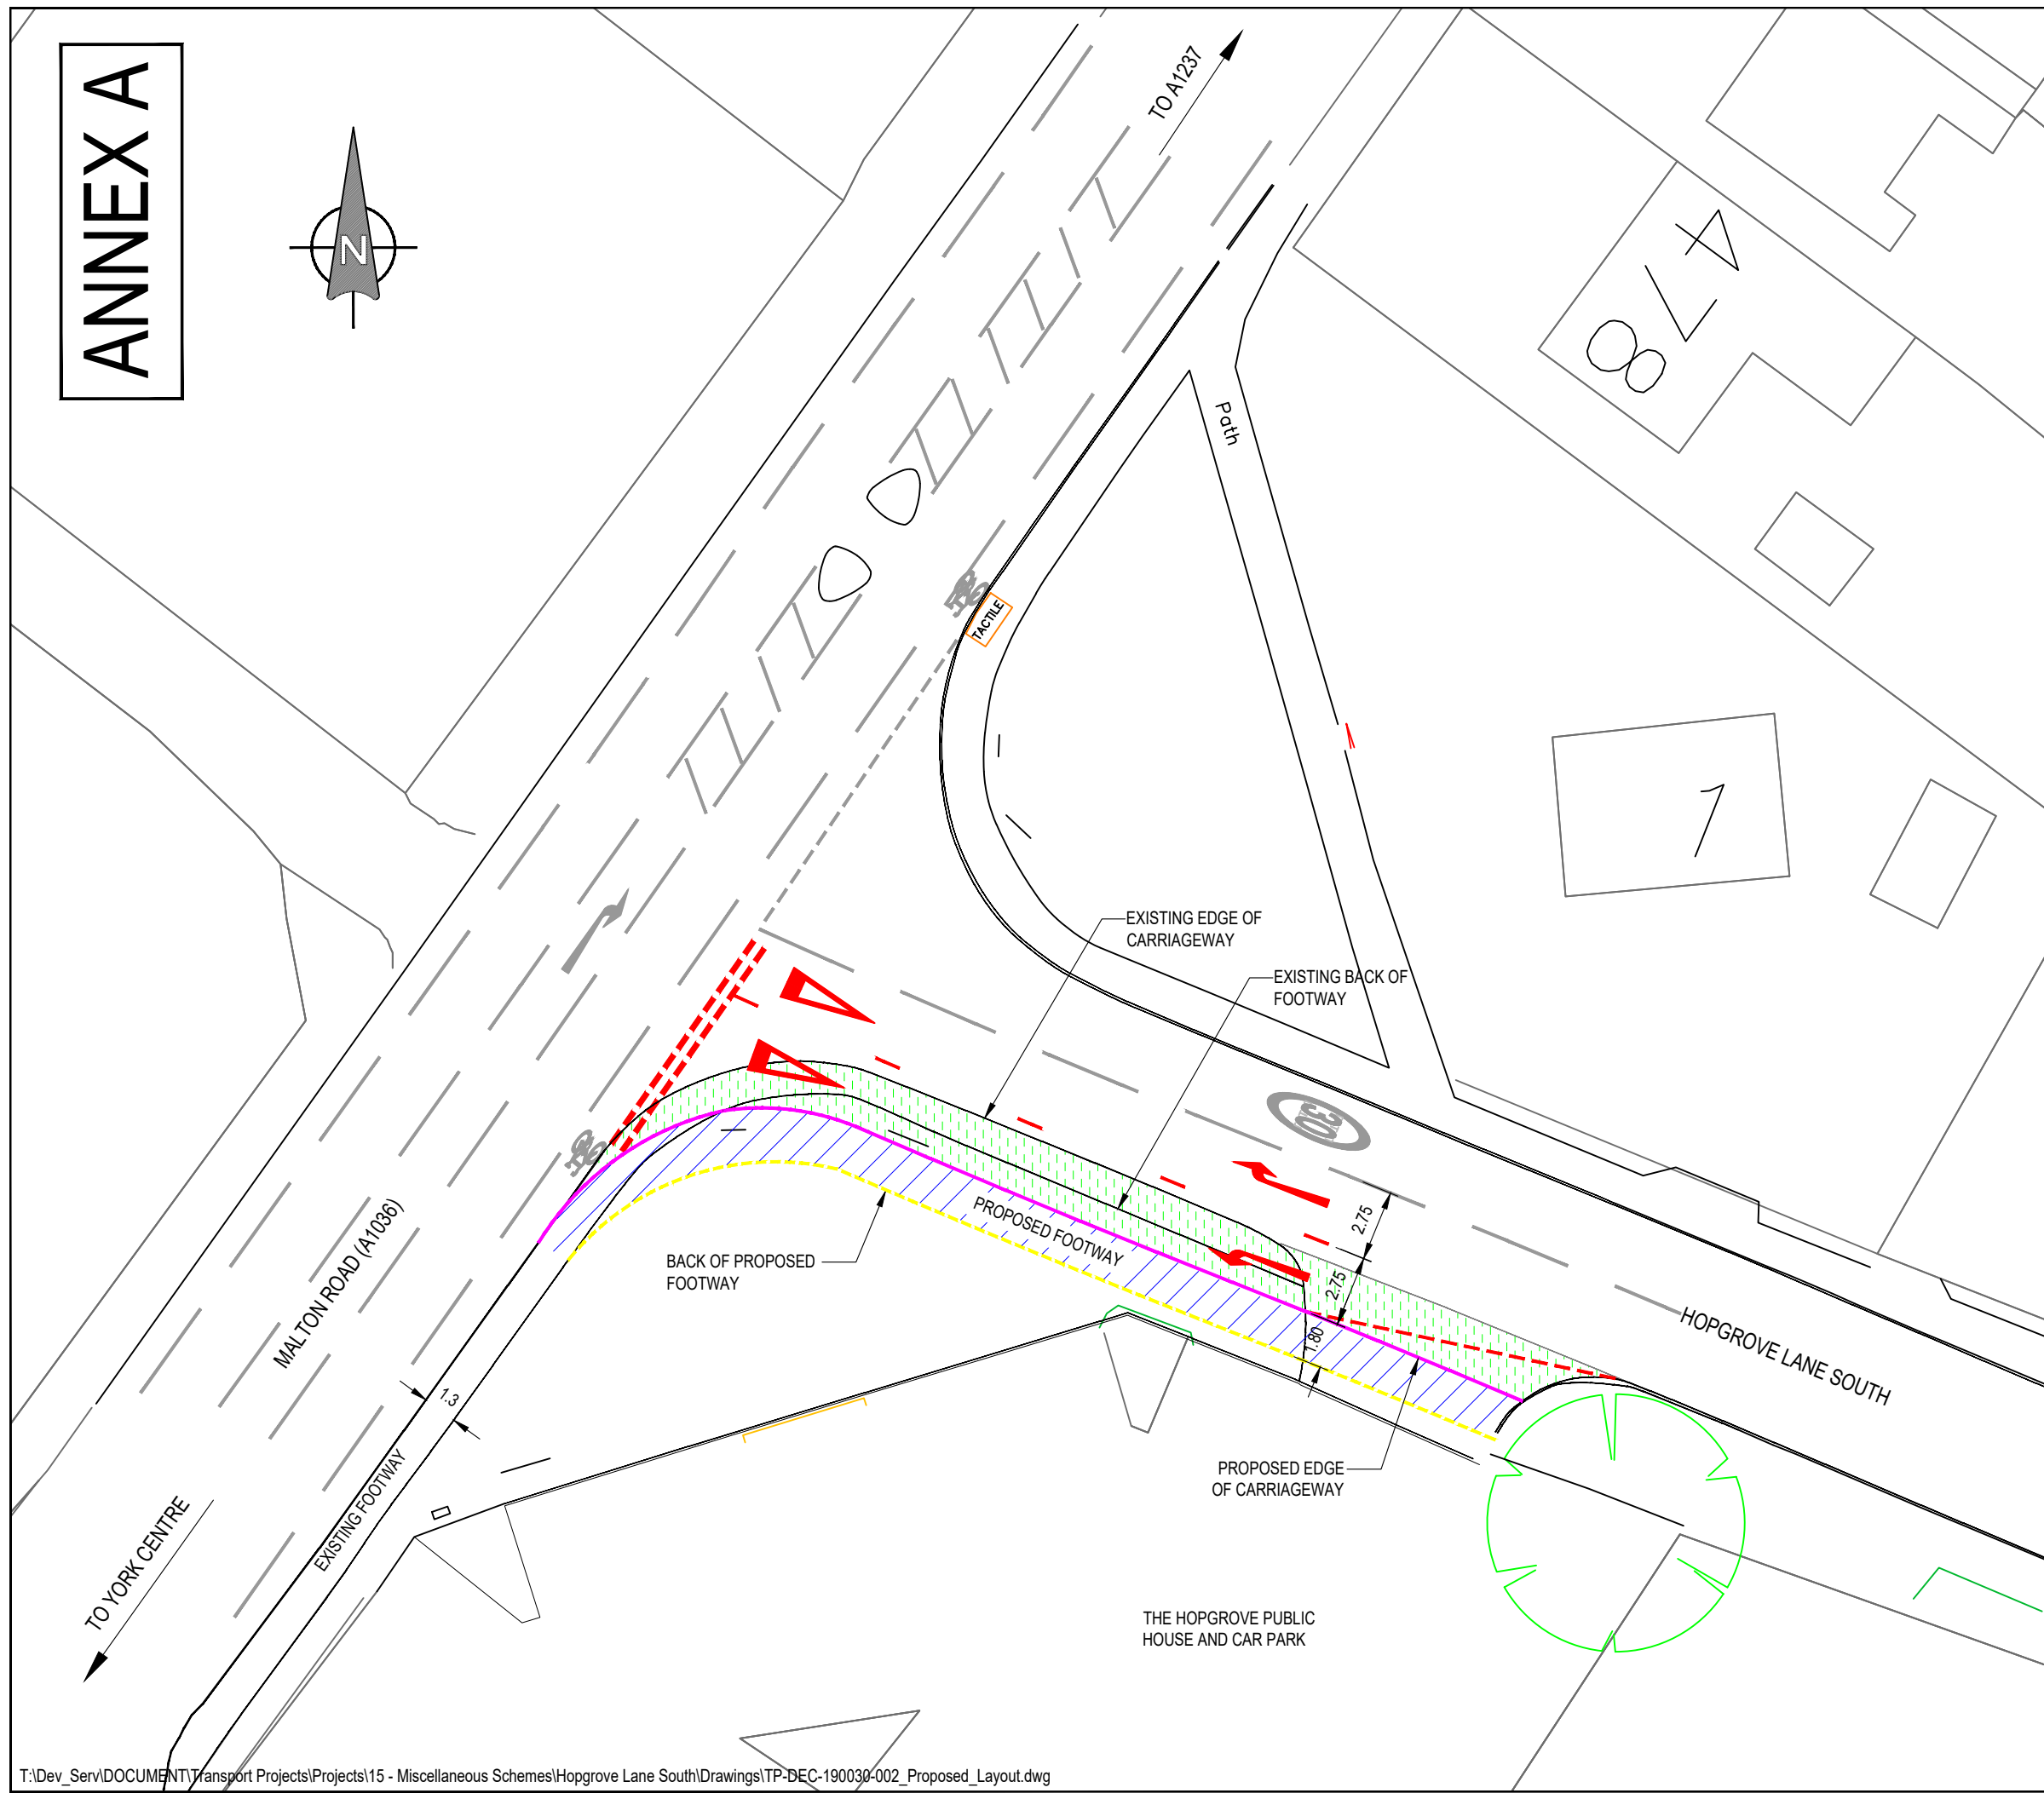 ANNEX A
N
TO A1237
478
Path
TACTILE
1
EXISTING EDGE OF
CARRIAGEWAY
EXISTING BACK OF
FOOTWAY
30
2.75
2.75
1.80
PROPOSED FOOTWAY
BACK OF PROPOSED
FOOTWAY
MALTON ROAD (A1036)
HOPGROVE LANE SOUTH
1.3
EXISTING FOOTWAY
PROPOSED EDGE
OF CARRIAGEWAY
TO YORK CENTRE
THE HOPGROVE PUBLIC
HOUSE AND CAR PARK
T:\Dev_Serv\DOCUMENT\Transport Projects\Projects\15 - Miscellaneous Schemes\Hopgrove Lane South\Drawings\TP-DEC-190030-002_Proposed_Layout.dwg